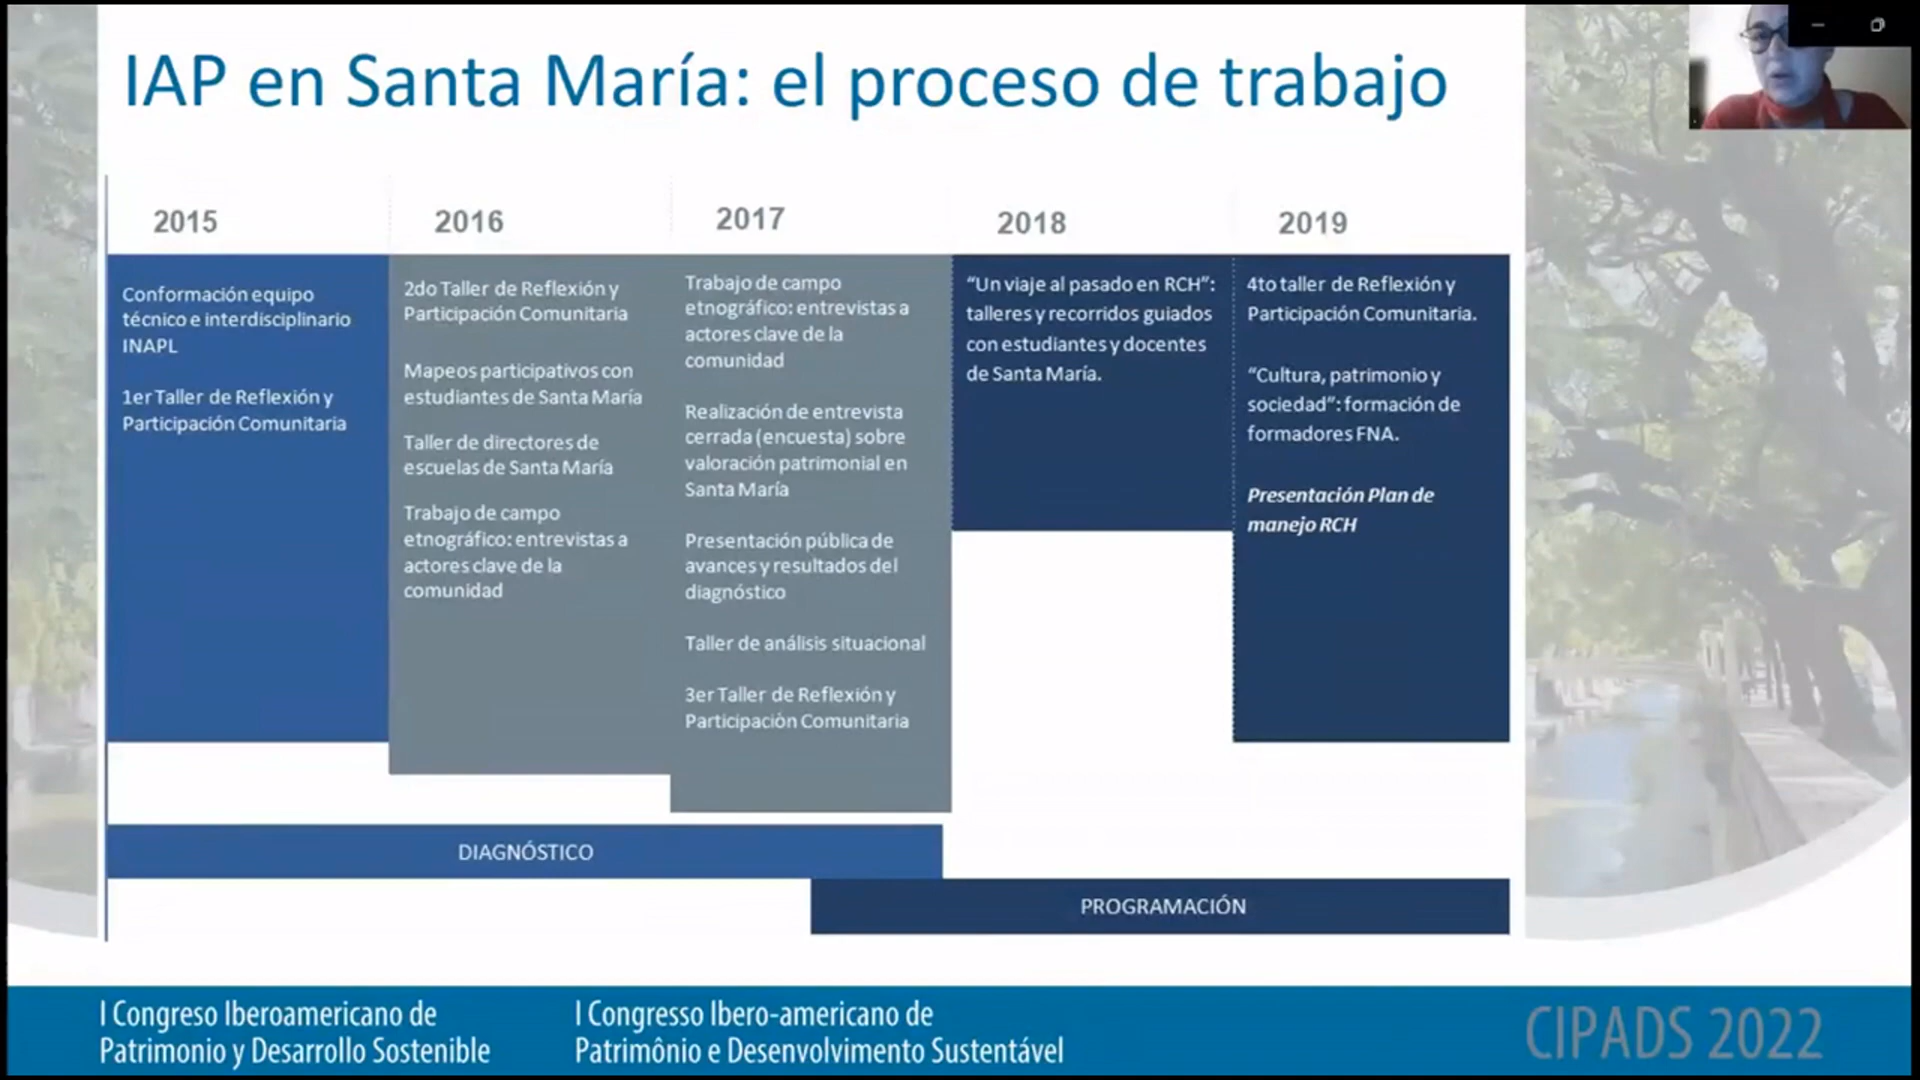 IAP en Santa María: el proceso de trabajo
2015
2016
2017
2018
2019
Conformación equipo
técnico e interdisciplinario
INAPL
1er Taller de Reflexión y
Participación Comunitaria
2do Taller de Reflexión y
Participación Comunitaria
Mapeos participativos con
estudiantes de Santa María
Taller de directores de
escuelas de Santa María
Trabajo de campo
etnográfico: entrevistas a
actores clave de la
comunidad
Trabajo de campo
etnográfico: entrevistas a
actores clave de la
comunidad
Realización de entrevista
cerrada (encuesta) sobre
valoración patrimonial en
Santa María
Presentación pública de
avances y resultados del
diagnóstico
Taller de análisis situacional
3er Taller de Reflexión y
Participación Comunitaria
“Un viaje al pasado en RCH”:
talleres y recorridos guiados
con estudiantes y docentes
de Santa María.
4to taller de Reflexión y
Participación Comunitaria.
“Cultura, patrimonio y
sociedad”: formación de
formadores FNA.
Presentación Plan de
manejo RCH
DIAGNÓSTICO
PROGRAMACIÓN
I Congreso Iberoamericano de
Patrimonio y Desarrollo Sostenible
I Congresso Ibero-americano de
Patrimônio e Desenvolvimento Sustentável
CIPADS 2022